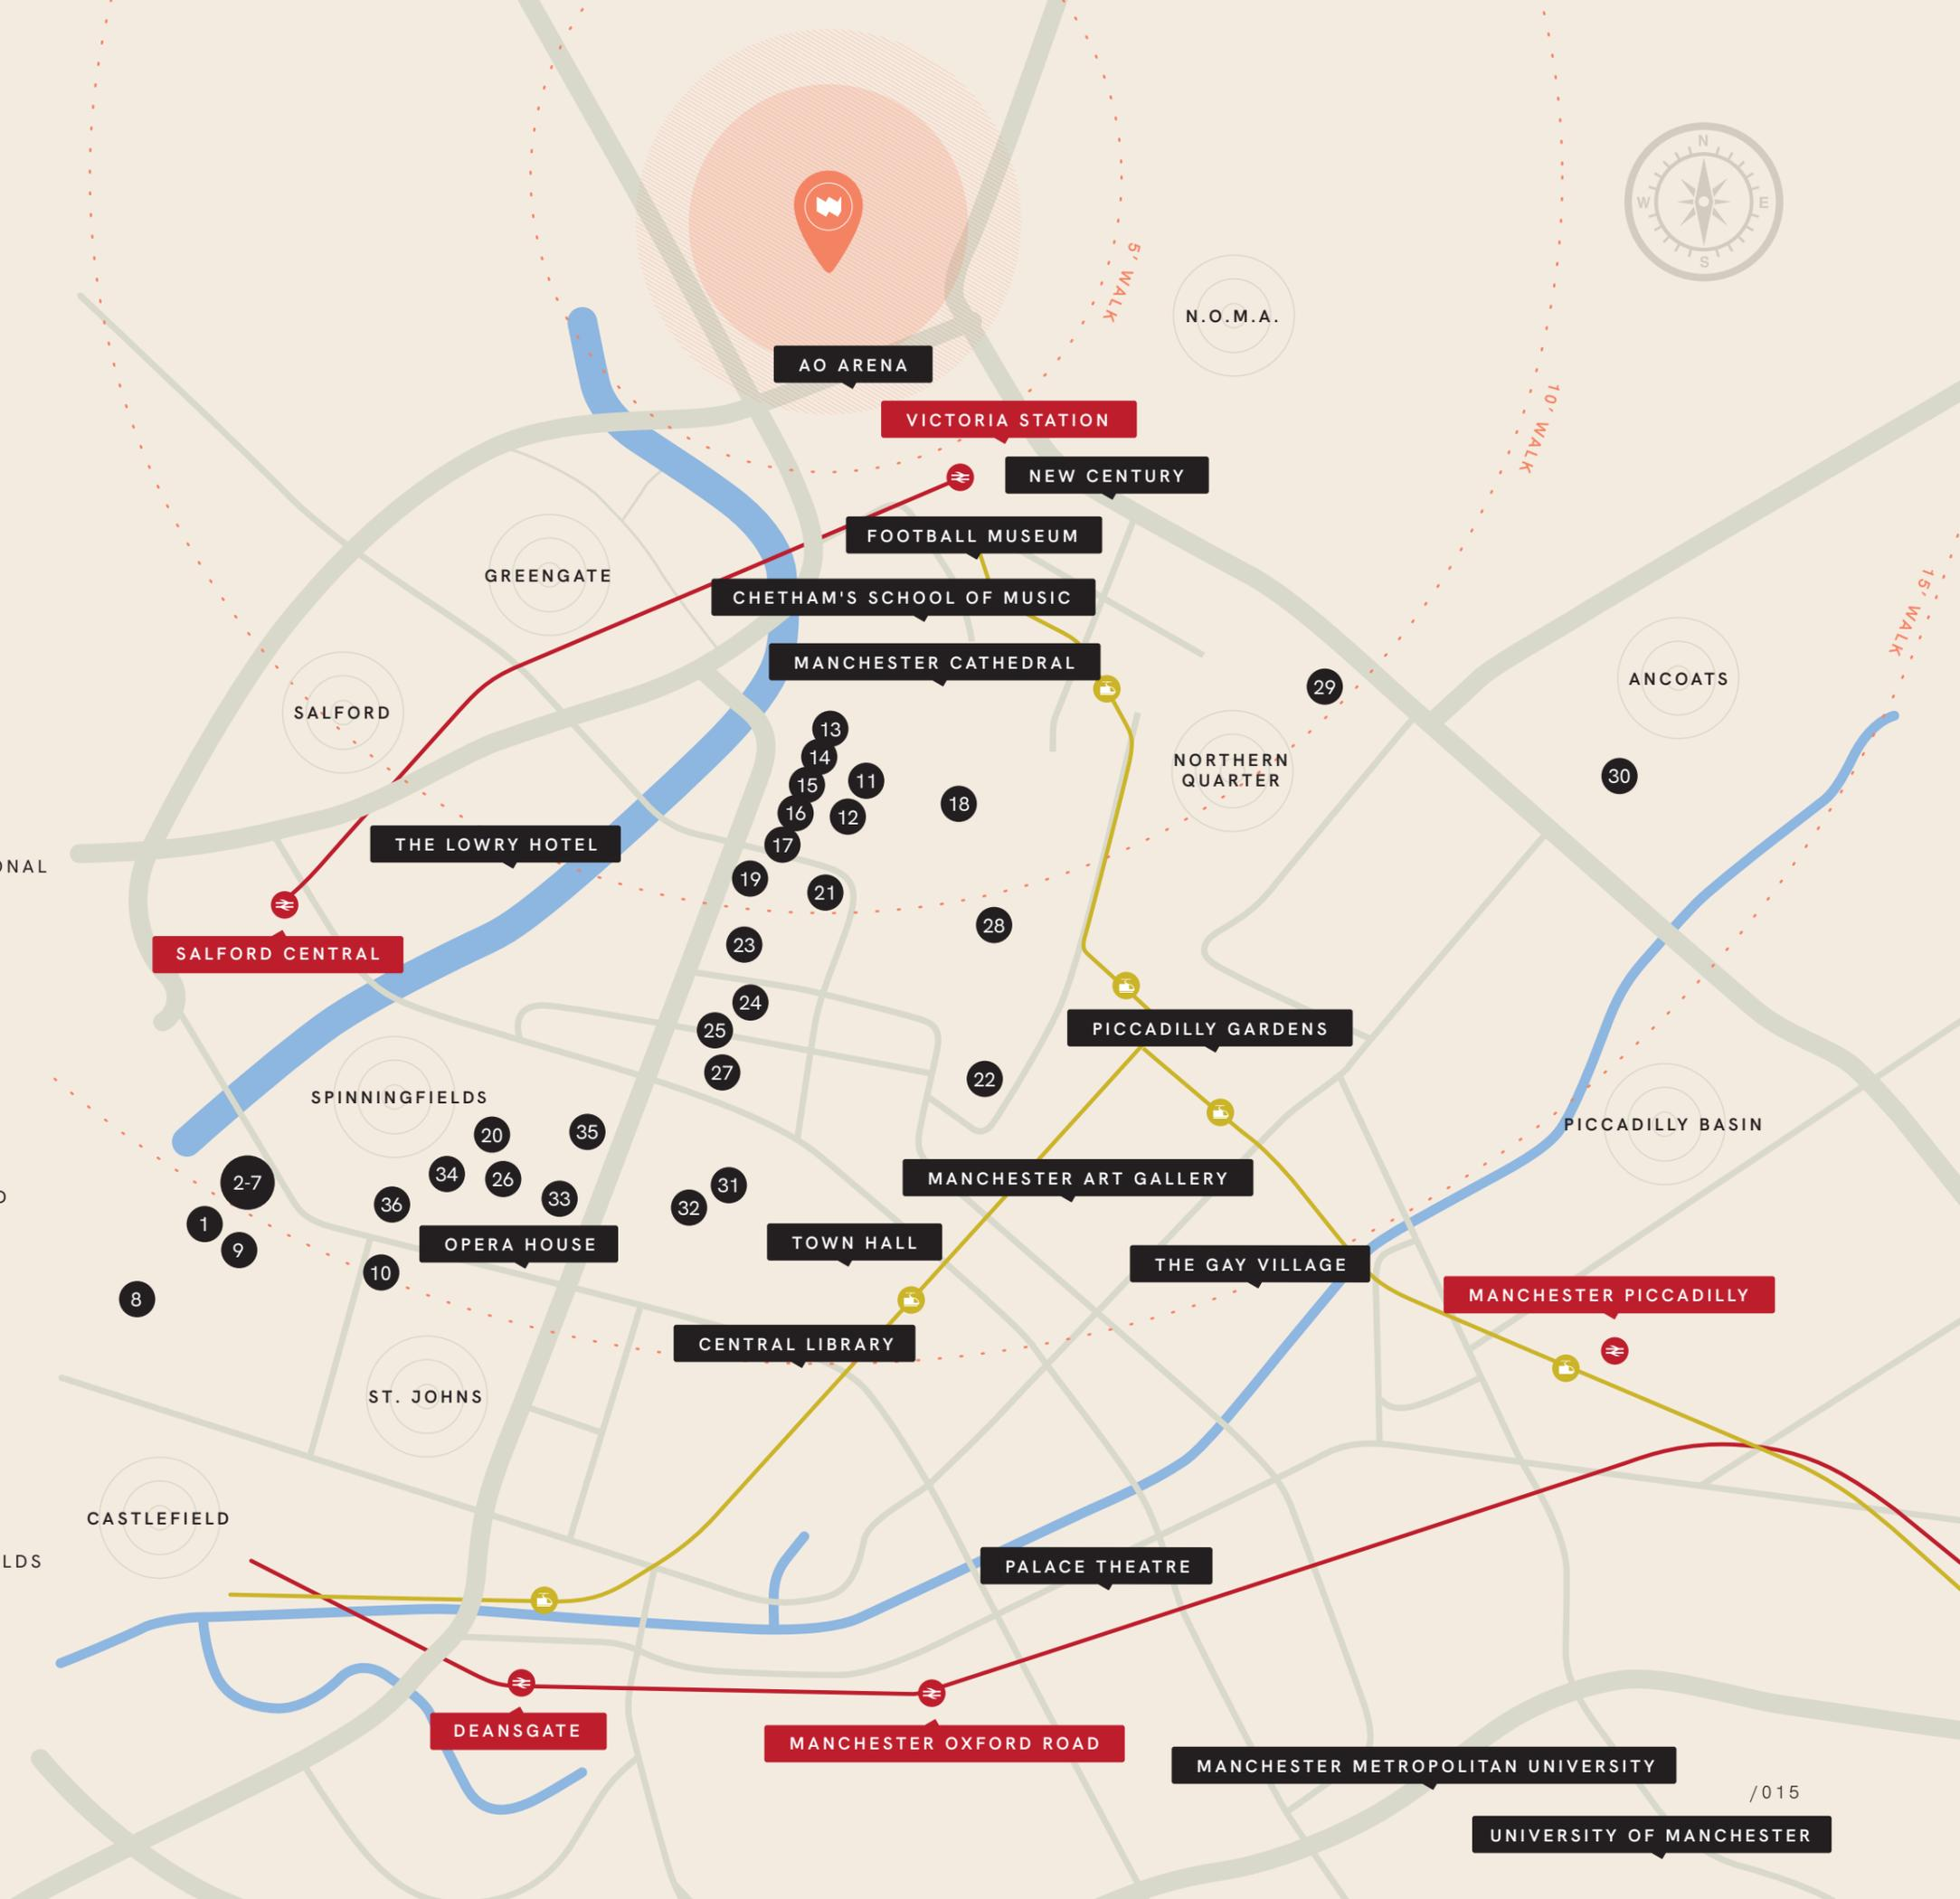 N
W
E
S
5' WALK
N.O.M.A.
AO ARENA
10' WALK
VICTORIA STATION
NEW CENTURY
FOOTBALL MUSEUM
GREENGATE
CHETHAM'S SCHOOL OF MUSIC
15' WALK
MANCHESTER CATHEDRAL
ANCOATS
29
SALFORD
13
14
NORTHERN
QUARTER
15
11
30
16
12
18
THE LOWRY HOTEL
17
ONAL
19
21
28
SALFORD CENTRAL
23
24
25
PICCADILLY GARDENS
27
22
SPINNINGFIELDS
PICCADILLY BASIN
20
35
34
26
2-7
31
MANCHESTER ART GALLERY
36
33
32
D
1
9
OPERA HOUSE
TOWN HALL
THE GAY VILLAGE
10
8
MANCHESTER PICCADILLY
CENTRAL LIBRARY
ST. JOHNS
CASTLEFIELD
LDS
PALACE THEATRE
DEANSGATE
MANCHESTER OXFORD ROAD
MANCHESTER METROPOLITAN UNIVERSITY
/015
UNIVERSITY OF MANCHESTER